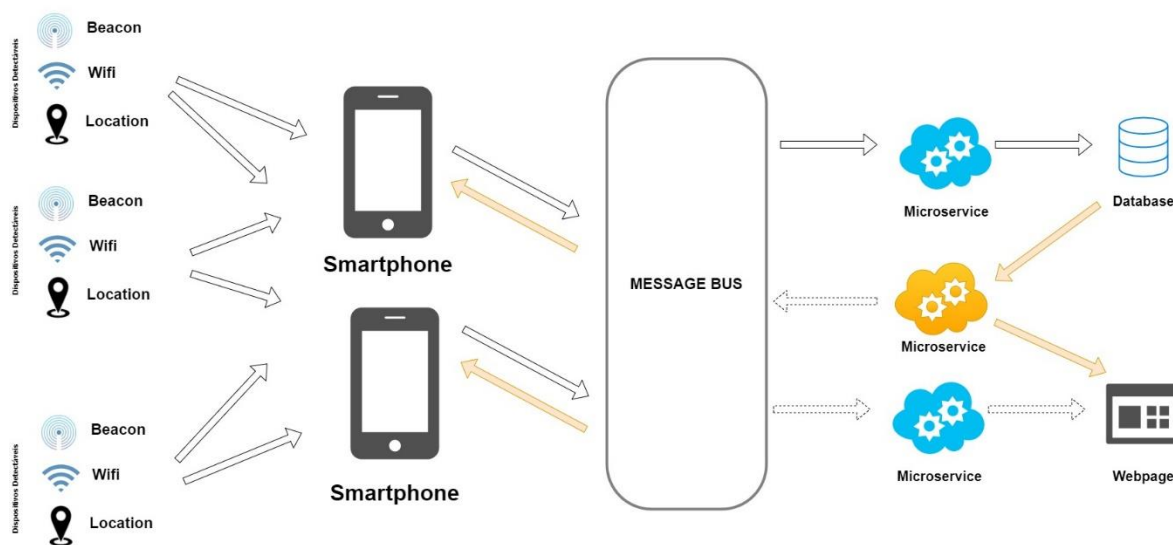 Dispositivos Detectáveis
Beacon
Wifi
Location
Dispositivos Detectáveis
Beacon
Wifi
Location
Dispositivos Detectáveis
Beacon
Wifi
Location
Smartphone
Smartphone
MESSAGE BUS
Microservice
Database
Microservice
Microservice
Webpage